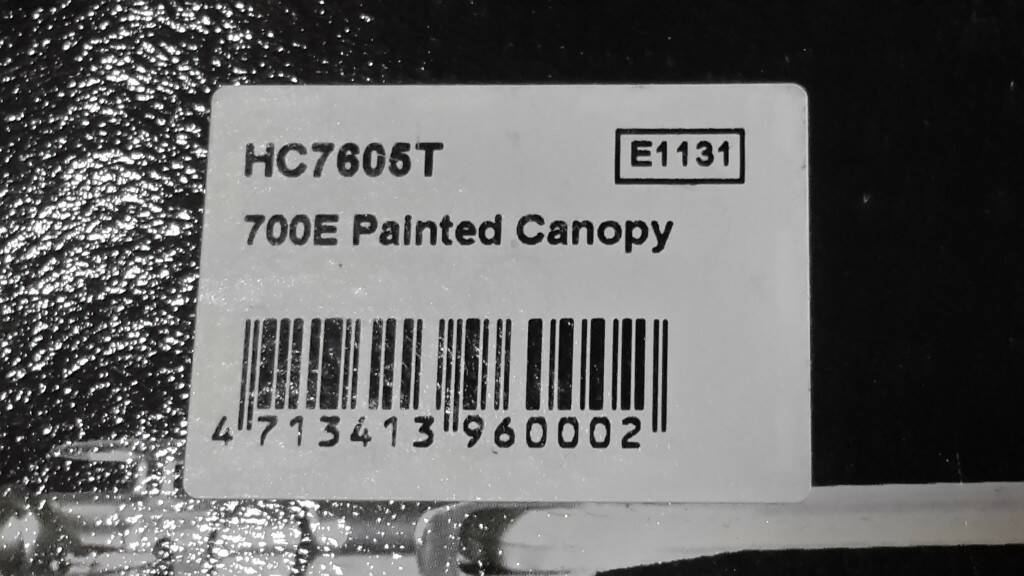 HC7605T E1131
700E Painted Canopy
4 713413 960002